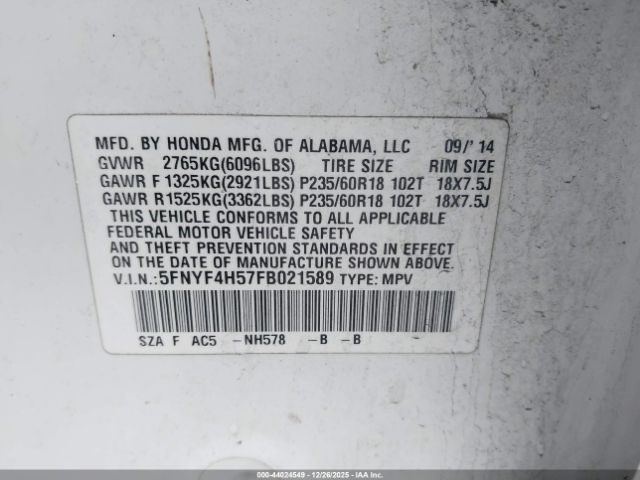 MFD. BY HONDA MFG. OF ALABAMA, LLC 09/'14
GVWR 2765KG(6096LBS) TIRE SIZE RIM SIZE
GAWR F 1325KG(2921LBS) P235/60R18 102T 18X7.5J
GAWR R1525KG(3362LBS) P235/60R18 102T 18X7.5J
THIS VEHICLE CONFORMS TO ALL APPLICABLE
FEDERAL MOTOR VEHICLE SAFETY
AND THEFT PREVENTION STANDARDS IN EFFECT
ON THE DATE OF MANUFACTURE SHOWN ABOVE.
V.I.N.:5FNYF4H57FB021589 TYPE: MPV
SZA F AC5 -NH578 -B -B
© - 44024549 - 12/26/2025 - IAA Inc.